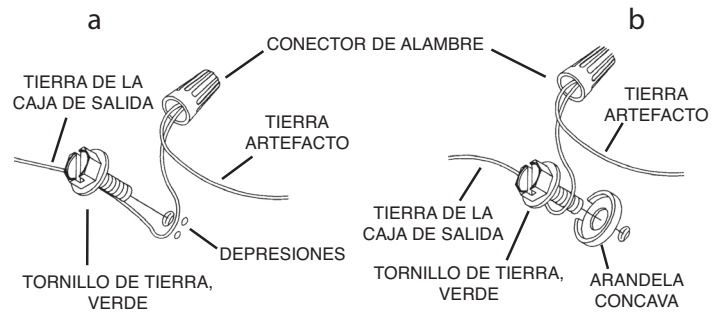 a
b
CONECTOR DE ALAMBRE
TIERRA DE LA
CAJA DE SALIDA
TIERRA
ARTEFACTO
DEPRESIONES
TORNILLO DE TIERRA,
VERDE
TIERRA
ARTEFACTO
TIERRA DE LA
CAJA DE SALIDA
TORNILLO DE TIERRA,
VERDE
ARANDELA
CONCAVA